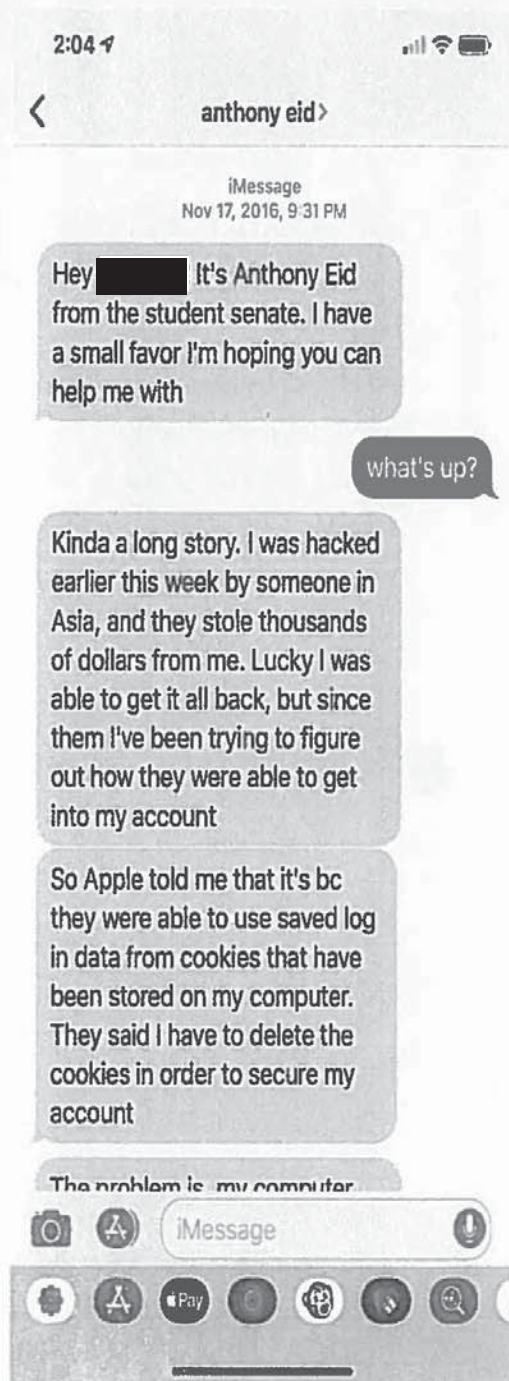 2:04
anthony eid>
iMessage
Nov 17, 2016, 9:31 PM
Hey It's Anthony Eid
from the student senate. I have
a small favor I'm hoping you can
help me with
what's up?
Kinda a long story. I was hacked
earlier this week by someone in
Asia, and they stole thousands
of dollars from me. Lucky I was
able to get it all back, but since
them I've been trying to figure
out how they were able to get
into my account
So Apple told me that it's bc
they were able to use saved log
in data from cookies that have
been stored on my computer.
They said I have to delete the
cookies in order to secure my
account
The problem is, my computer
iMessage
Pay